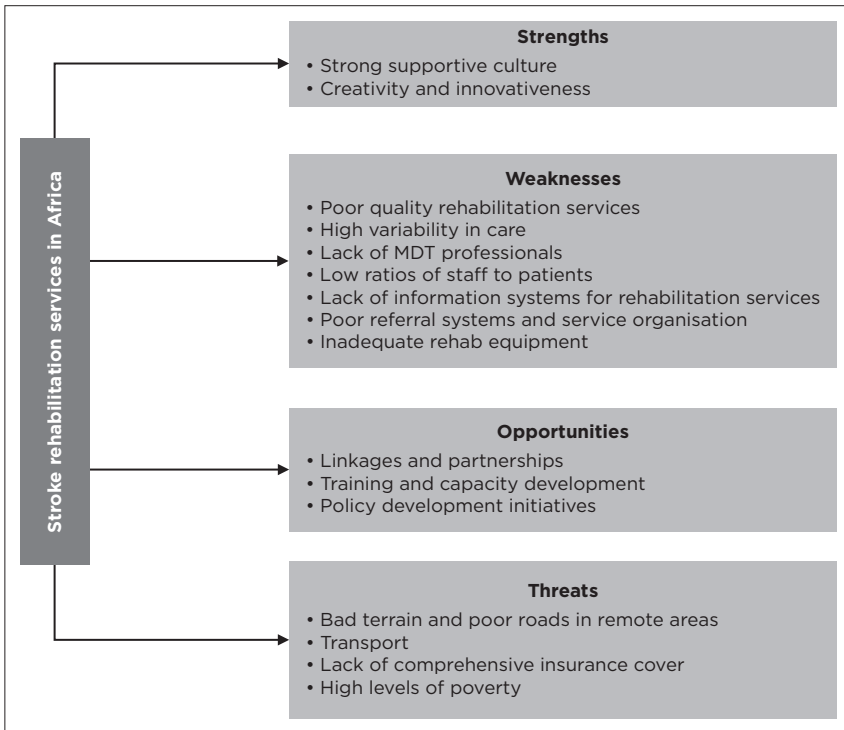 Stroke rehabilitation services in Africa
Strengths
• Strong supportive culture
• Creativity and innovativeness
Weaknesses
• Poor quality rehabilitation services
• High variability in care
• Lack of MDT professionals
• Low ratios of staff to patients
• Lack of information systems for rehabilitation services
• Poor referral systems and service organisation
• Inadequate rehab equipment
Opportunities
• Linkages and partnerships
• Training and capacity development
• Policy development initiatives
Threats
• Bad terrain and poor roads in remote areas
• Transport
• Lack of comprehensive insurance cover
• High levels of poverty